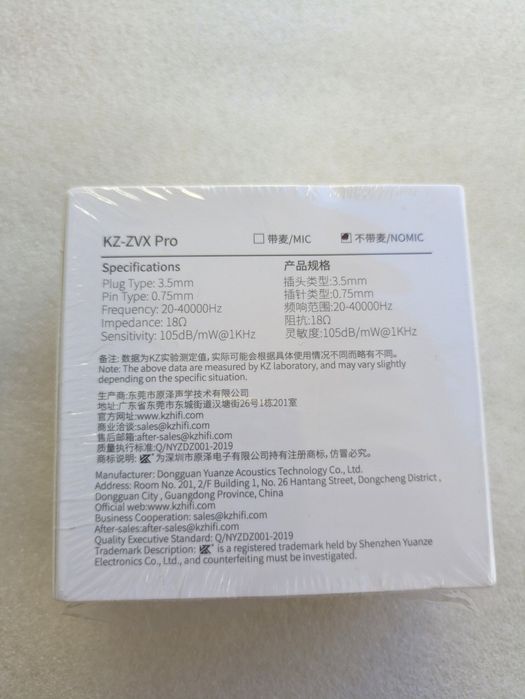 KZ-ZVX Pro 带麦/MIC 不带麦/NOMIC
Specifications
Plug Type: 3.5mm
Pin Type: 0.75mm
Frequency: 20-40000Hz
Impedance: 18Ω
Sensitivity: 105dB/mW@1KHz
产品规格
插头类型:3.5mm
插针类型:0.75mm
频响范围:20-40000Hz
阻抗:18Ω
灵敏度:105dB/mW@1KHz
备注: 数据为KZ实验测定值, 实际可能会根据具体使用情况不同而略有不同。
Note: The above data are measured by KZ laboratory, and may vary slightly
depending on the specific situation.
生产商:东莞市原泽声学技术有限公司
地址:广东省东莞市东城街道汉塘街26号1栋201室
官方网址:www.kzhifi.com
商业洽谈:sales@kzhifi.com
售后邮箱:after-sales@kzhifi.com
质量执行标准:Q/NYZDZ001-2019
商标说明: KZ 为深圳市原泽电子有限公司持有注册商标, 仿冒必究。
Manufacturer: Dongguan Yuanze Acoustics Technology Co., Ltd.
Address: Room No. 201, 2/F Building 1, No. 26 Hantang Street, Dongcheng District ,
Dongguan City , Guangdong Province, China
Official web:www.kzhifi.com
Business Cooperation: sales@kzhifi.com
After-sales:after-sales@kzhifi.com
Quality Executive Standard: Q/NYZDZ001-2019
Trademark Description: KZ is a registered trademark held by Shenzhen Yuanze
Electronics Co., Ltd., and counterfeiting must be investigated.